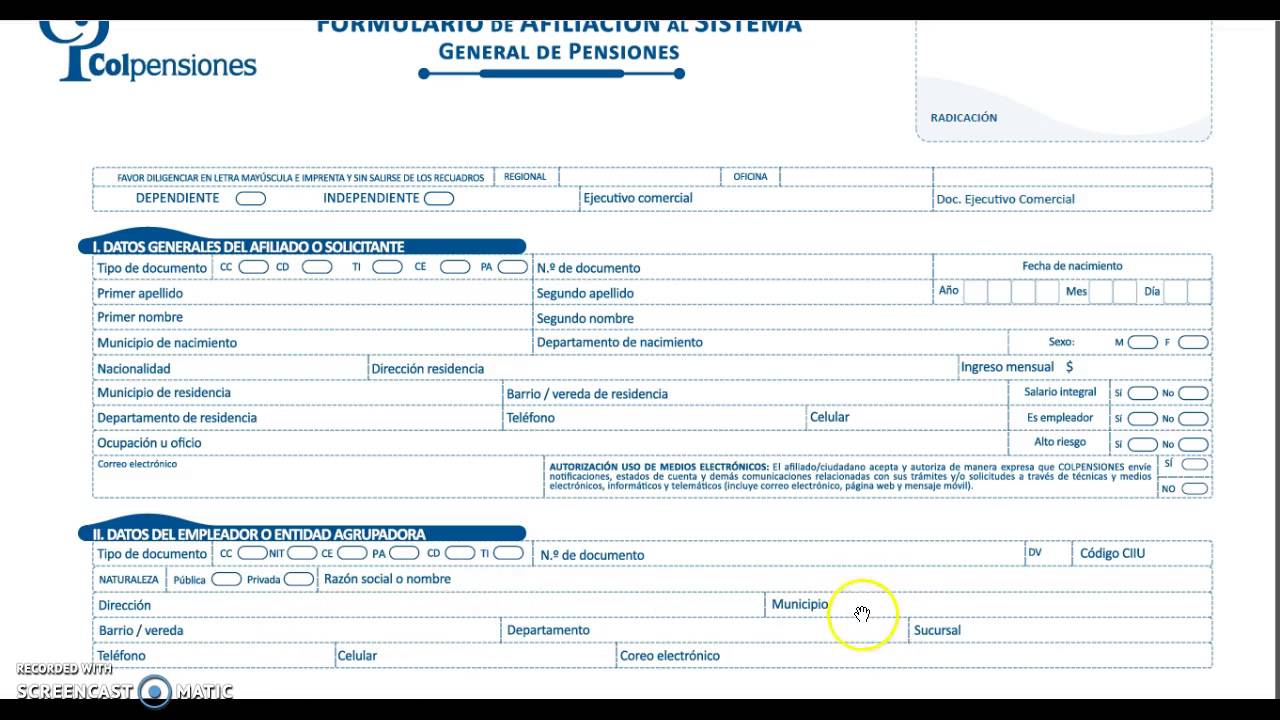 Colpensiones
FORMULARIO DE AFILIACIÓN AL SISTEMA
GENERAL DE PENSIONES
RADICACIÓN
FAVOR DILIGENCIAR EN LETRA MAYÚSCULA E IMPRENTA Y SIN SALIRSE DE LOS RECUADROS REGIONAL OFICINA
DEPENDIENTE INDEPENDIENTE Ejecutivo comercial Doc. Ejecutivo Comercial
I. DATOS GENERALES DEL AFILIADO O SOLICITANTE
Tipo de documento CC CD TI CE PA N.º de documento Fecha de nacimiento
Primer apellido Segundo apellido Año Mes Día
Primer nombre Segundo nombre
Municipio de nacimiento Departamento de nacimiento Sexo: M F
Nacionalidad Dirección residencia Ingreso mensual $
Municipio de residencia Barrio / vereda de residencia Salario integral Sí No
Departamento de residencia Teléfono Celular Es empleador Sí No
Ocupación u oficio Alto riesgo Sí No
Correo electrónico
AUTORIZACIÓN USO DE MEDIOS ELECTRÓNICOS: El afiliado/ciudadano acepta y autoriza de manera expresa que COLPENSIONES envíe
notificaciones, estados de cuenta y demás comunicaciones relacionadas con sus trámites y/o solicitudes a través de técnicas y medios
electrónicos, informáticos y telemáticos (incluye correo electrónico, página web y mensaje móvil).
SÍ
NO
II. DATOS DEL EMPLEADOR O ENTIDAD AGRUPADORA
Tipo de documento CC NIT CE PA CD TI N.º de documento DV Código CIIU
NATURALEZA Pública Privada Razón social o nombre
Dirección Municipio
Barrio / vereda Departamento Sucursal
Teléfono Celular Correo electrónico
RECORDED WITH
SCREENCAST MATIC